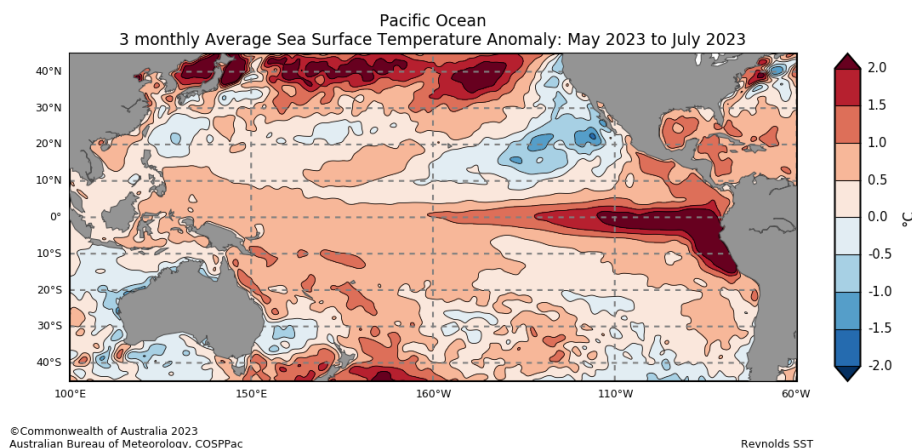 Pacific Ocean
3 monthly Average Sea Surface Temperature Anomaly: May 2023 to July 2023
40°N
30°N
20°N
10°N
0°
10°S
20°S
30°S
40°S
100°E
150°E
160°W
110°W
60°W
2.0
1.5
1.0
0.5
0.0
-0.5
-1.0
-1.5
-2.0
°C
©Commonwealth of Australia 2023
Australian Bureau of Meteorology, COSPPac
Reynolds SST